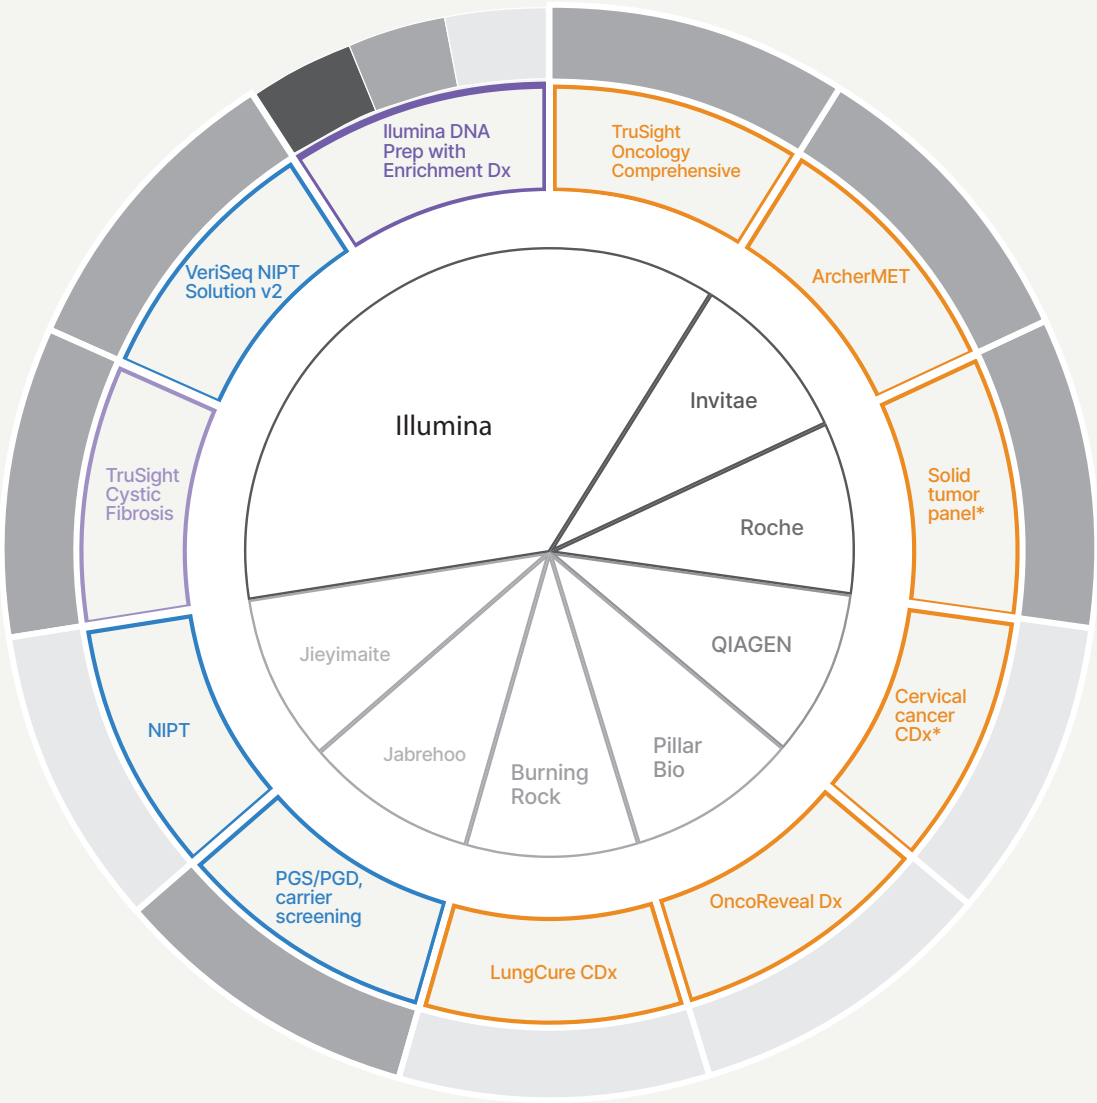 Ilumina DNA
Prep with
Enrichment Dx
TruSight
Oncology
Comprehensive
VeriSeq NIPT
Solution v2
ArcherMET
Illumina
Invitae
TruSight
Cystic
Fibrosis
Solid
tumor
panel*
Roche
QIAGEN
Jieyimaite
Cervical
cancer
CDx*
NIPT
Jabrehoo
Burning
Rock
Pillar
Bio
PGS/PGD,
carrier
screening
OncoReveal Dx
LungCure CDx